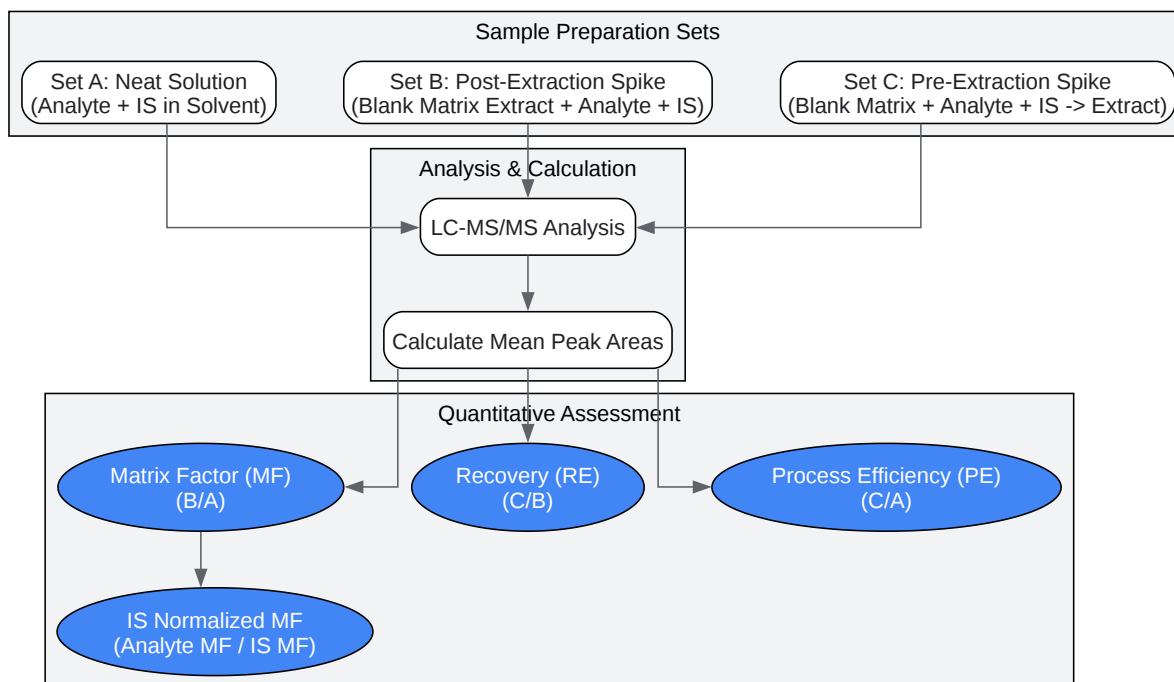 Sample Preparation Sets
Set A: Neat Solution
(Analyte + IS in Solvent)
Set B: Post-Extraction Spike
(Blank Matrix Extract + Analyte + IS)
Set C: Pre-Extraction Spike
(Blank Matrix + Analyte + IS -> Extract)
Analysis & Calculation
LC-MS/MS Analysis
Calculate Mean Peak Areas
Quantitative Assessment
Matrix Factor (MF)
(B/A)
Recovery (RE)
(C/B)
Process Efficiency (PE)
(C/A)
IS Normalized MF
(Analyte MF / IS MF)